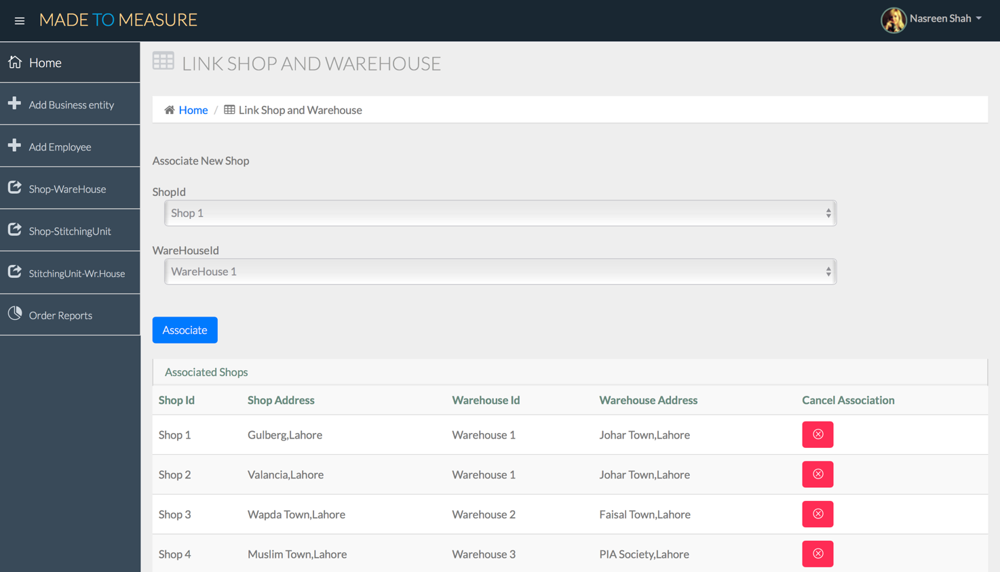 MADE TO MEASURE
Nasreen Shah
Home
Add Business entity
Add Employee
Shop-WareHouse
Shop-StitchingUnit
StitchingUnit-Wr.House
Order Reports
LINK SHOP AND WAREHOUSE
Home / Link Shop and Warehouse
Associate New Shop
ShopId
Shop 1
WareHouseId
WareHouse 1
Associate
Associated Shops
Shop Id Shop Address Warehouse Id Warehouse Address Cancel Association
Shop 1 Gulberg,Lahore Warehouse 1 Johar Town,Lahore
Shop 2 Valancia,Lahore Warehouse 1 Johar Town,Lahore
Shop 3 Wapda Town,Lahore Warehouse 2 Faisal Town,Lahore
Shop 4 Muslim Town,Lahore Warehouse 3 PIA Society,Lahore